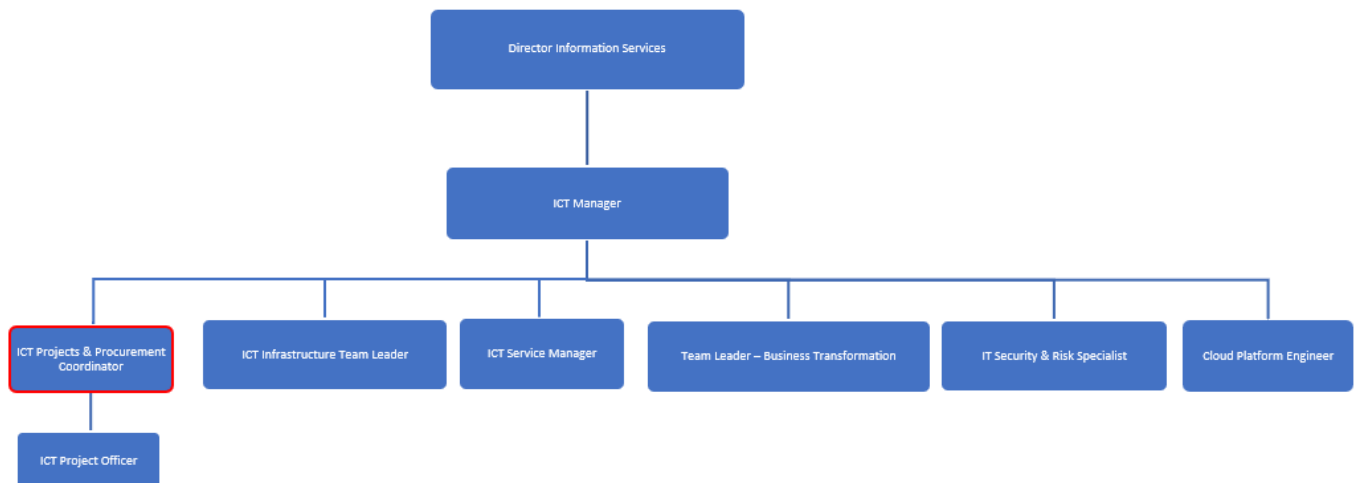 Director Information Services
ICT Manager
ICT Projects & Procurement
Coordinator
ICT Infrastructure Team Leader
ICT Service Manager
Team Leader – Business Transformation
IT Security & Risk Specialist
Cloud Platform Engineer
ICT Project Officer